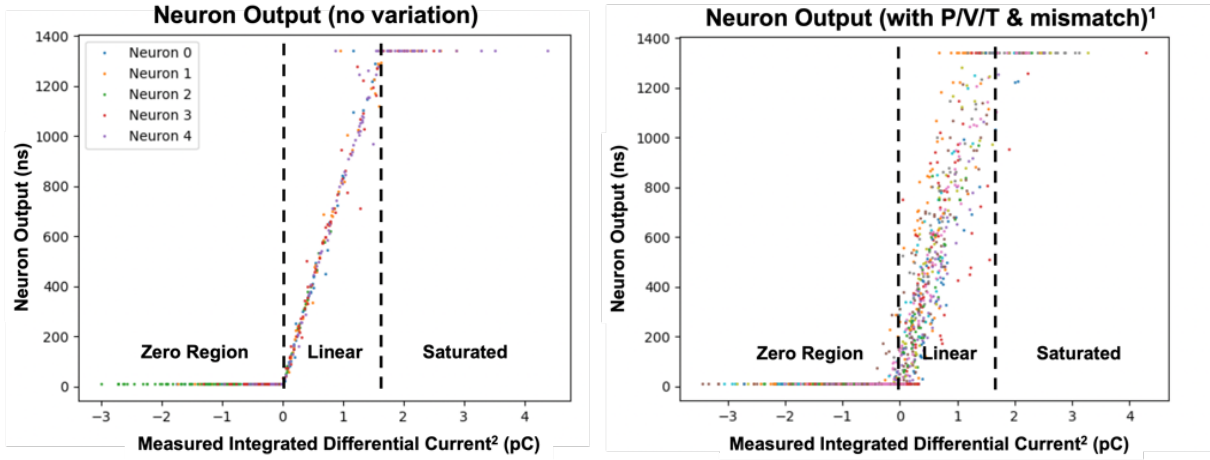 Neuron Output (no variation)
1400
1200
1000
800
600
400
200
0
Neuron Output (ns)
Neuron 0
Neuron 1
Neuron 2
Neuron 3
Neuron 4
Zero Region
Linear
Saturated
−3 −2 −1 0 1 2 3 4
Measured Integrated Differential Current² (pC)
Neuron Output (with P/V/T & mismatch)¹
1400
1200
1000
800
600
400
200
0
Neuron Output (ns)
Zero Region
Linear
Saturated
−3 −2 −1 0 1 2 3 4
Measured Integrated Differential Current² (pC)